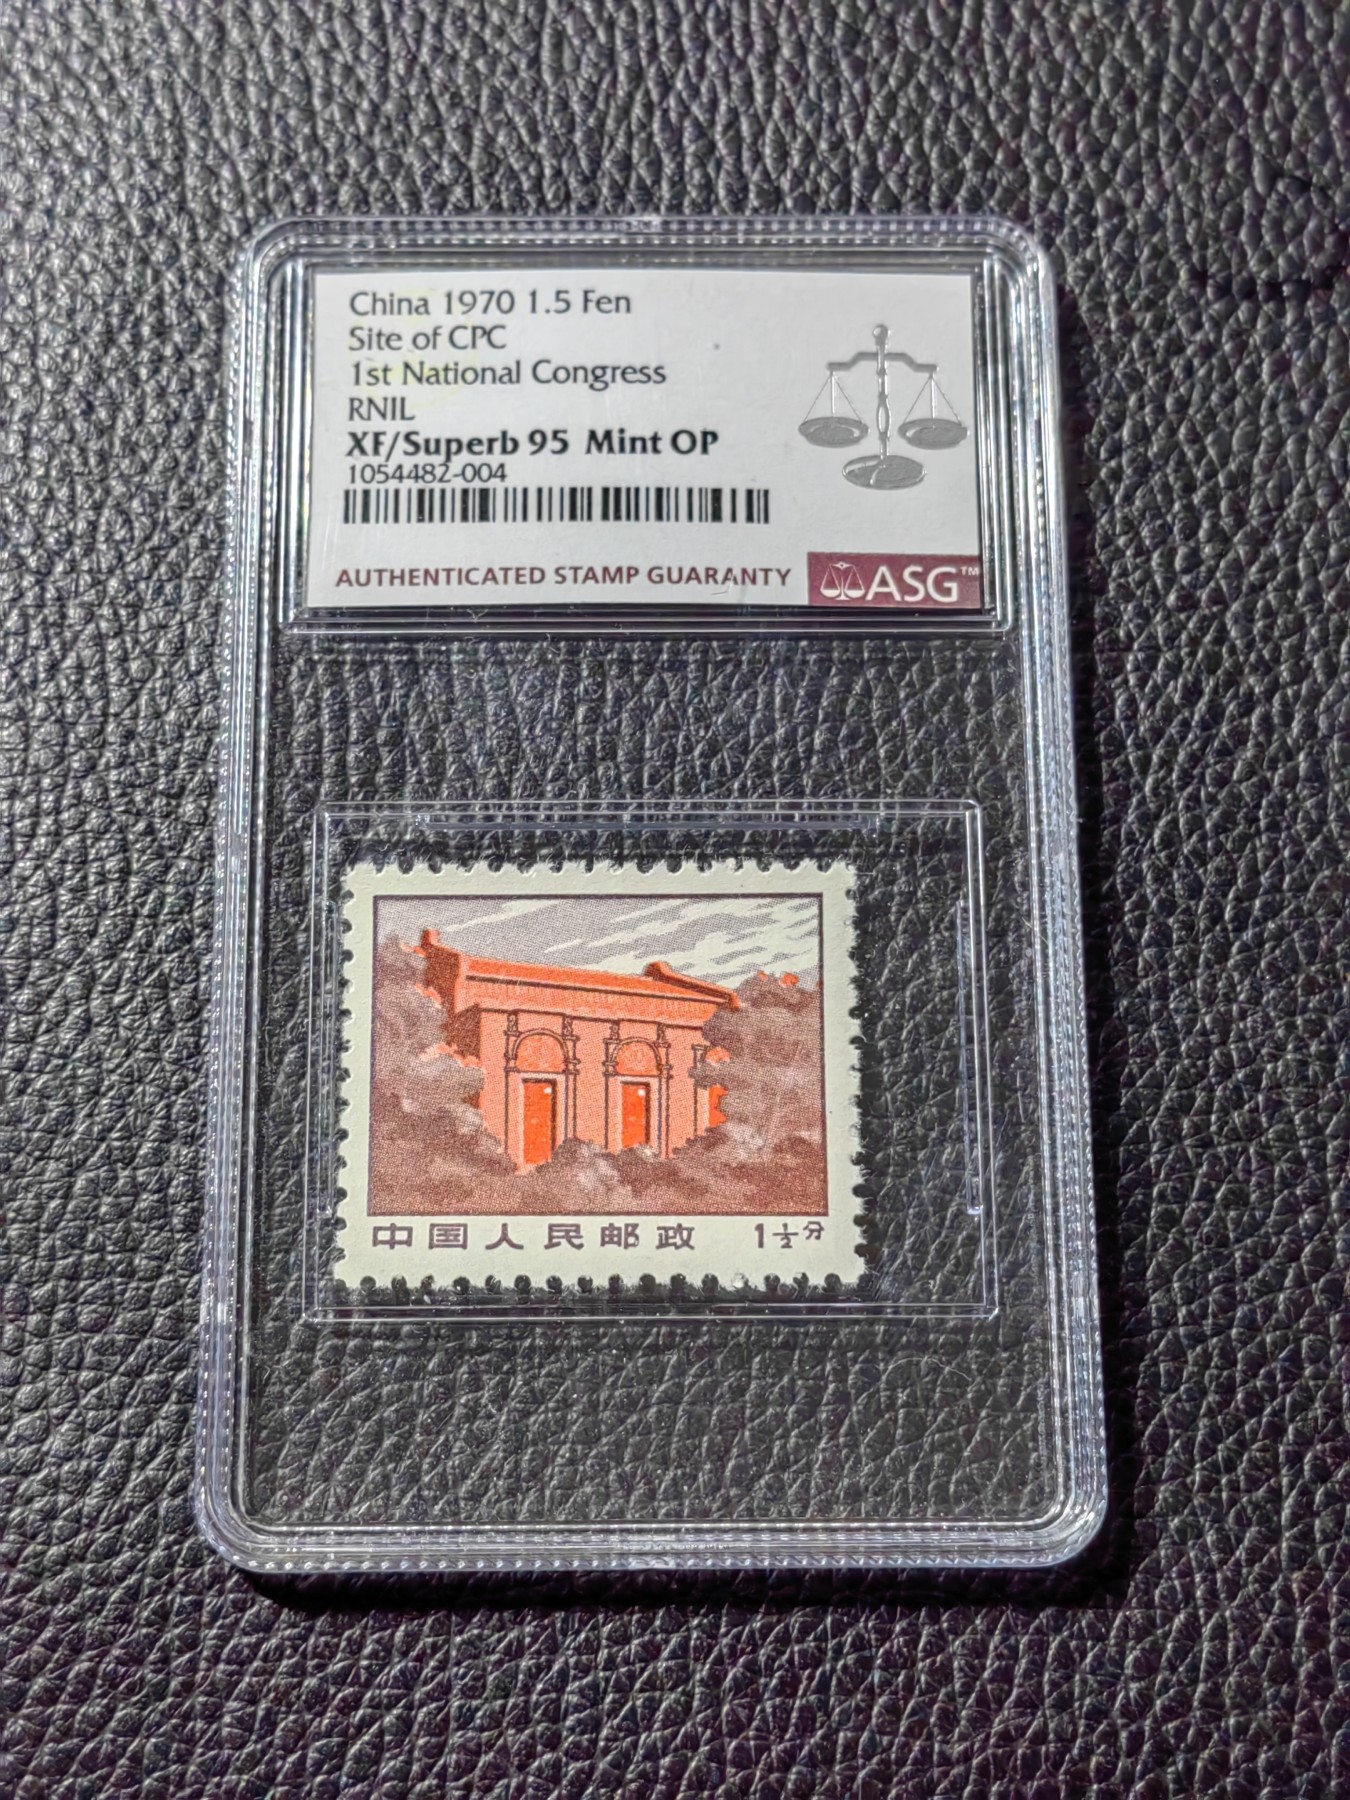 China 1970 1.5 Fen
Site of CPC
1st National Congress
RNIL
XF/Superb 95 Mint OP
1054482-004
AUTHENTICATED STAMP GUARANTY
ASG™
中国人民邮政 1½分